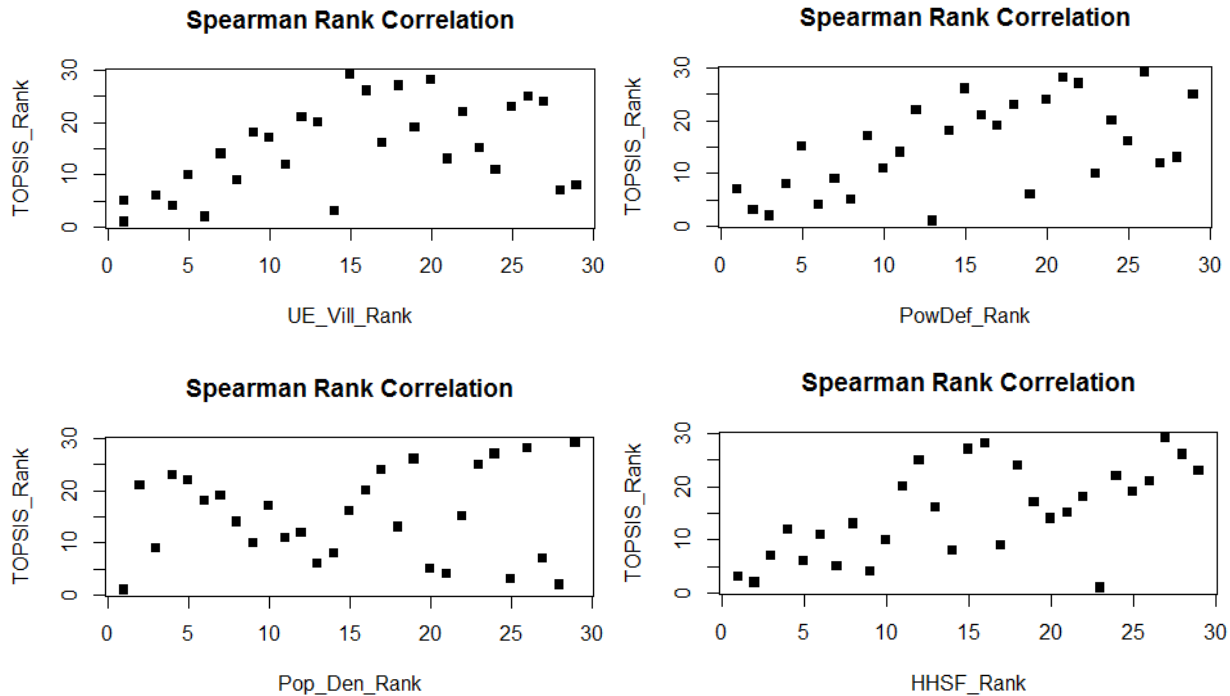 Spearman Rank Correlation
TOPSIS_Rank
30
20
10
0
0 5 10 15 20 25 30
UE_Vill_Rank
Spearman Rank Correlation
TOPSIS_Rank
30
20
10
0
0 5 10 15 20 25 30
PowDef_Rank
Spearman Rank Correlation
TOPSIS_Rank
30
20
10
0
0 5 10 15 20 25 30
Pop_Den_Rank
Spearman Rank Correlation
TOPSIS_Rank
30
20
10
0
0 5 10 15 20 25 30
HHSF_Rank